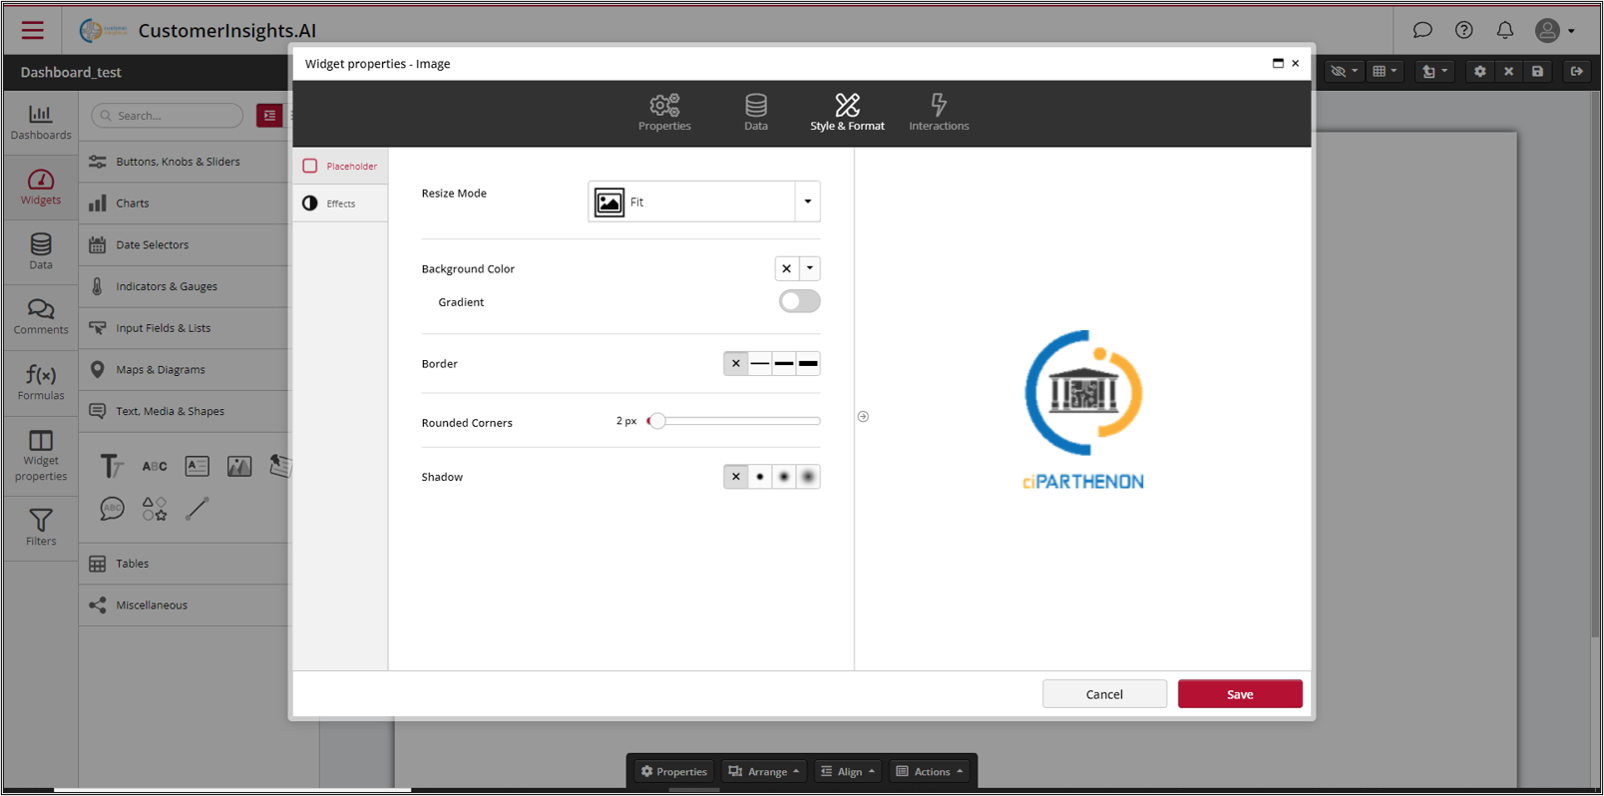 CustomerInsights.AI
Dashboard_test
Widget properties - Image
Properties
Data
Style & Format
Interactions
Dashboards
Widgets
Data
Comments
f(x)
Formulas
Widget
properties
Filters
Search...
Buttons, Knobs & Sliders
Charts
Date Selectors
Indicators & Gauges
Input Fields & Lists
Maps & Diagrams
Text, Media & Shapes
ABC
ABC
Tables
Miscellaneous
Placeholder
Effects
Resize Mode
Fit
Background Color
Gradient
Border
Rounded Corners
2 px
Shadow
ciPARTHENON
Cancel
Save
Properties
Arrange
Align
Actions